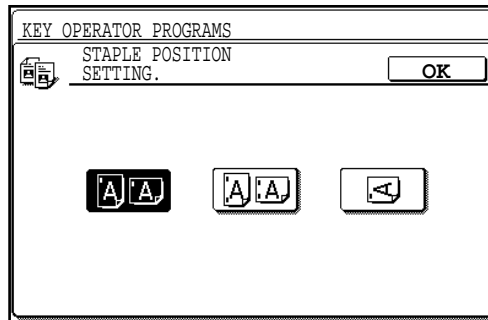 KEY OPERATOR PROGRAMS
STAPLE POSITION
SETTING.
OK
A A A A A